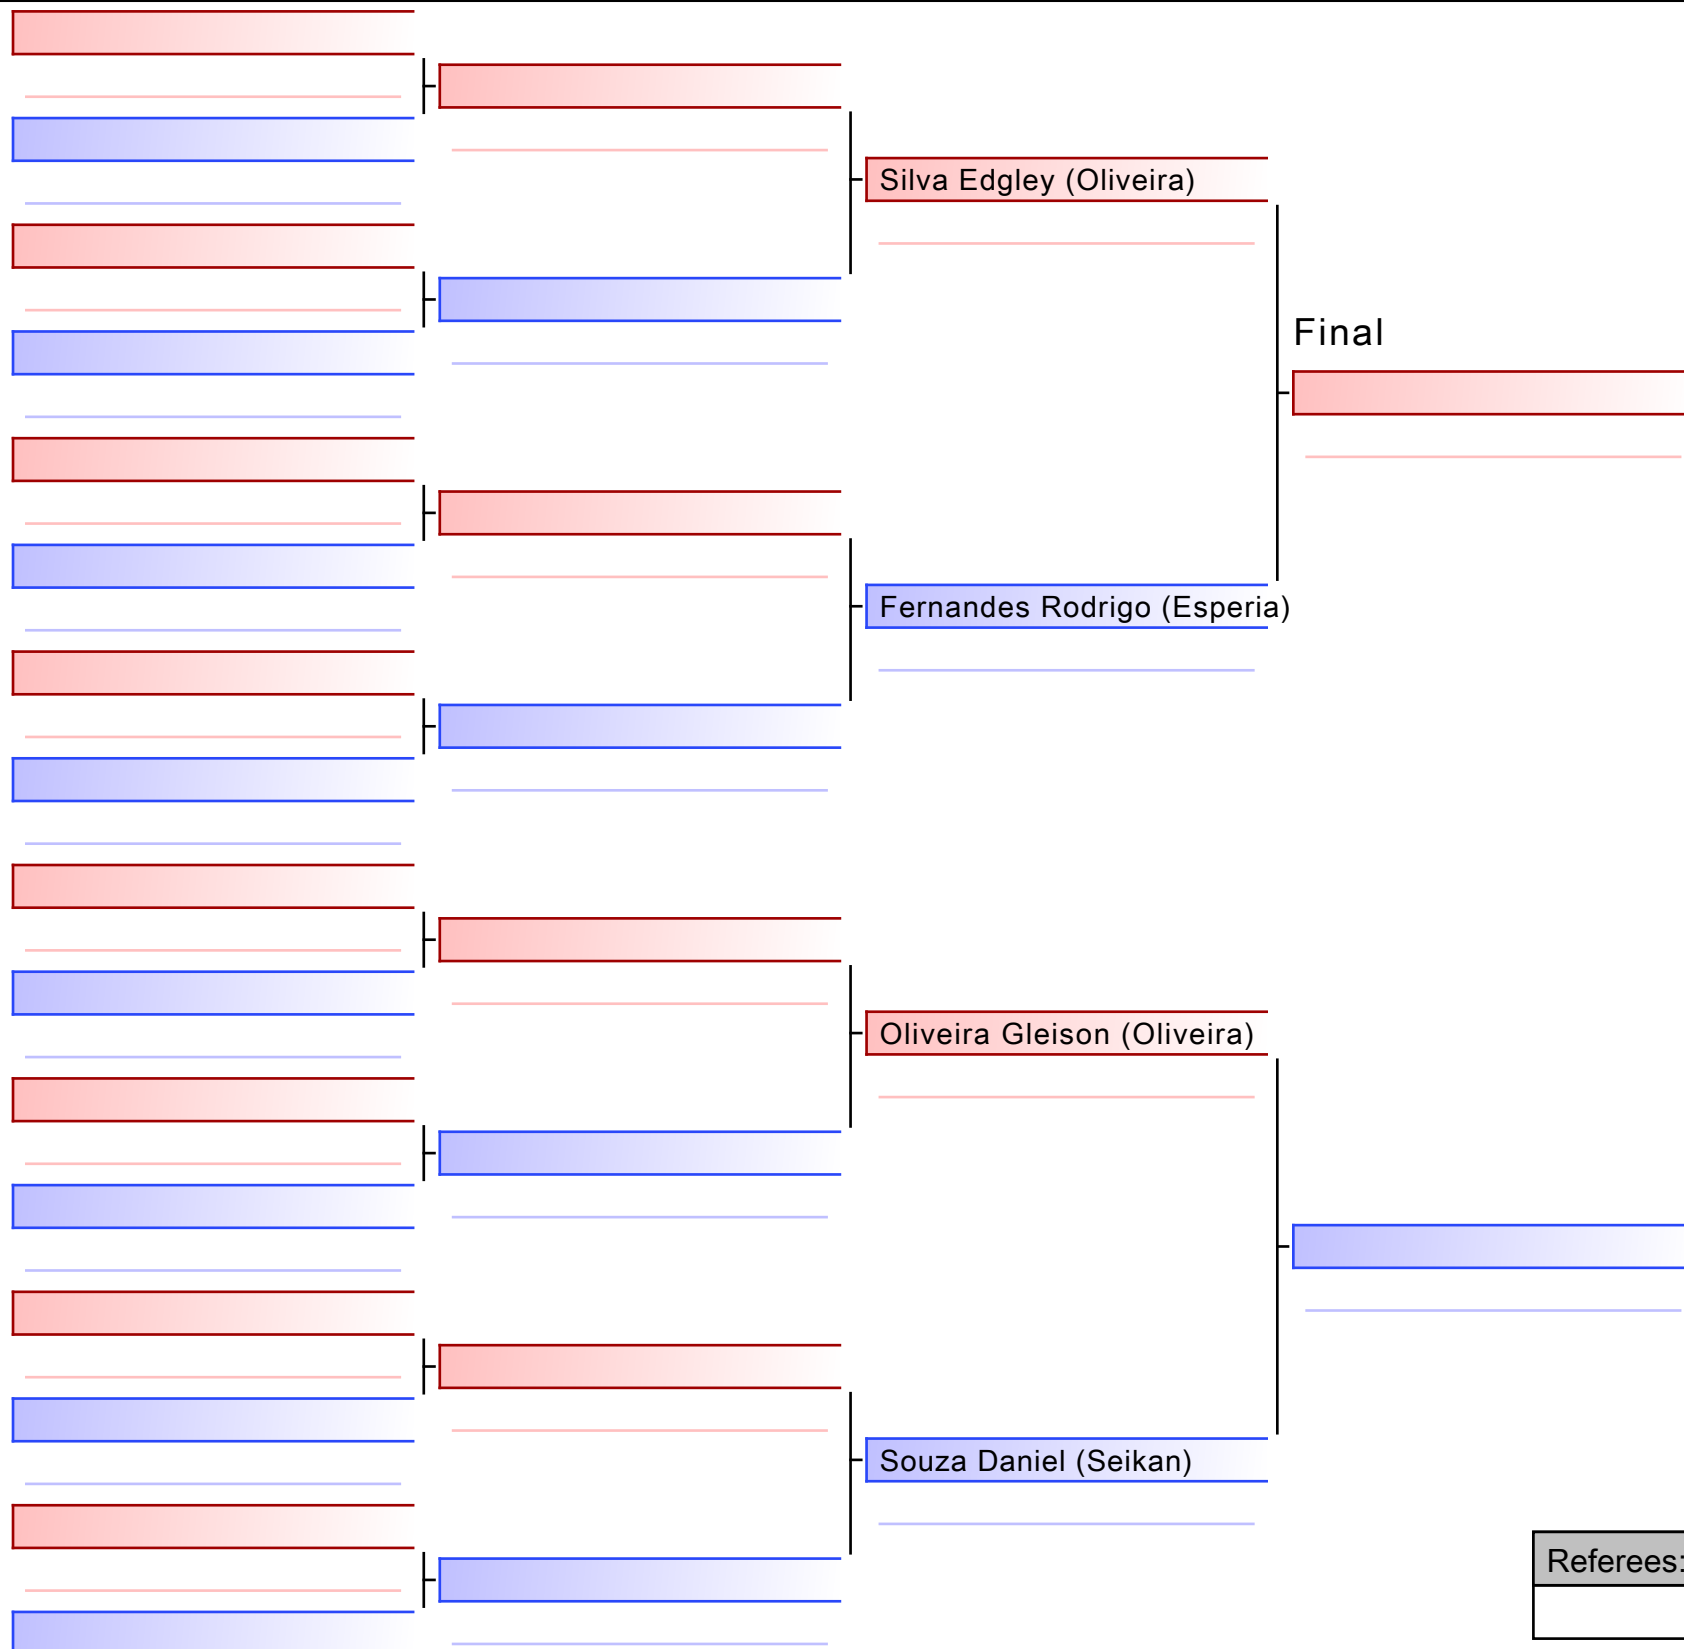 Silva Edgley (Oliveira)
Final
Fernandes Rodrigo (Esperia)
Oliveira Gleison (Oliveira)
Souza Daniel (Seikan)
Referees: